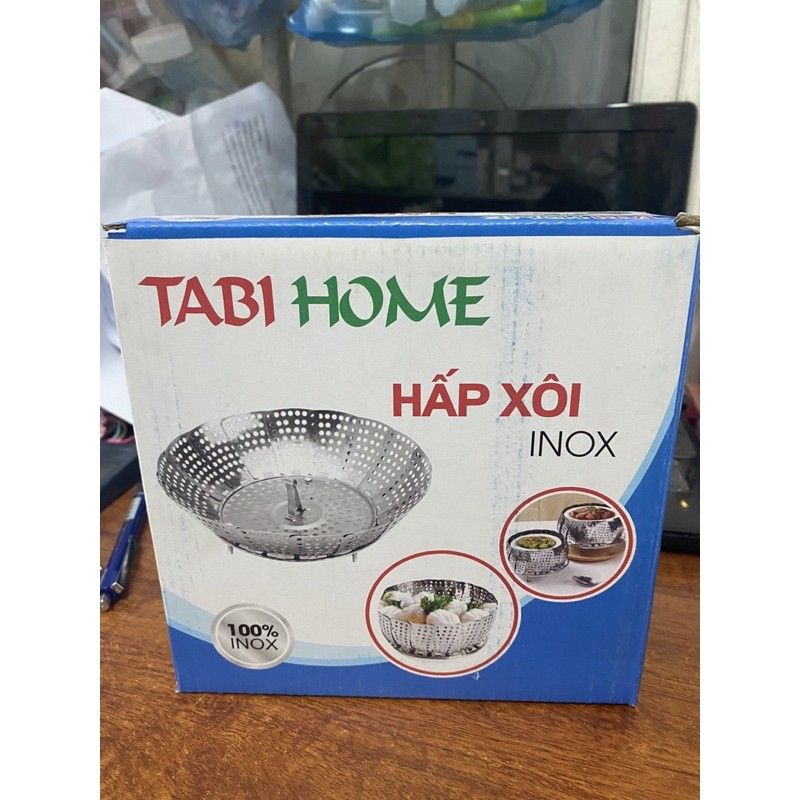 TABI HOME
HẤP XÔI
INOX
100%
INOX